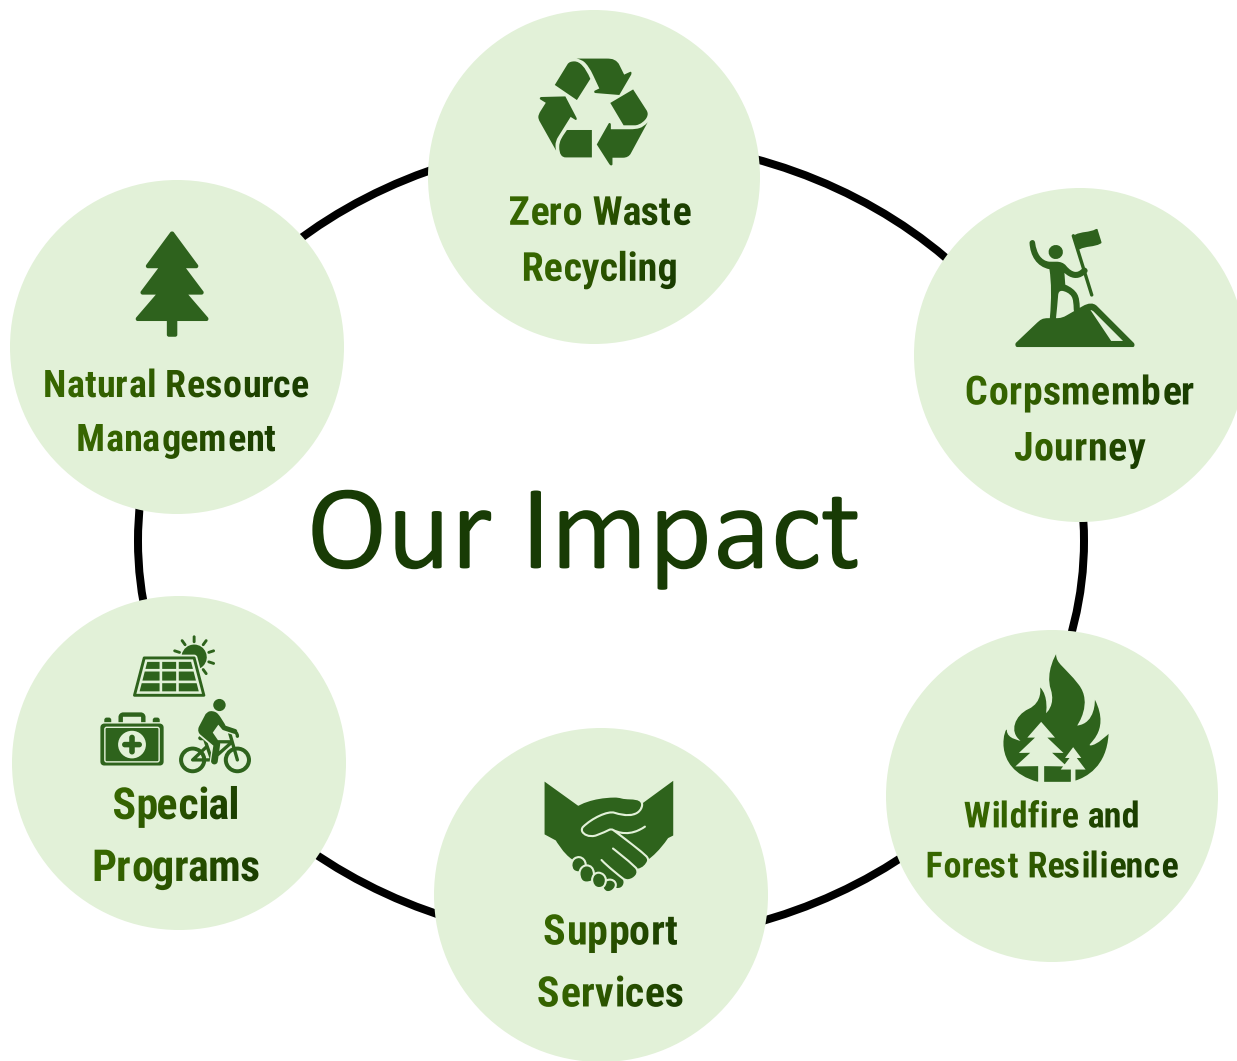 Zero Waste
Recycling
Corpsmember
Journey
Natural Resource
Management
Our Impact
Wildfire and
Forest Resilience
Special
Programs
Support
Services